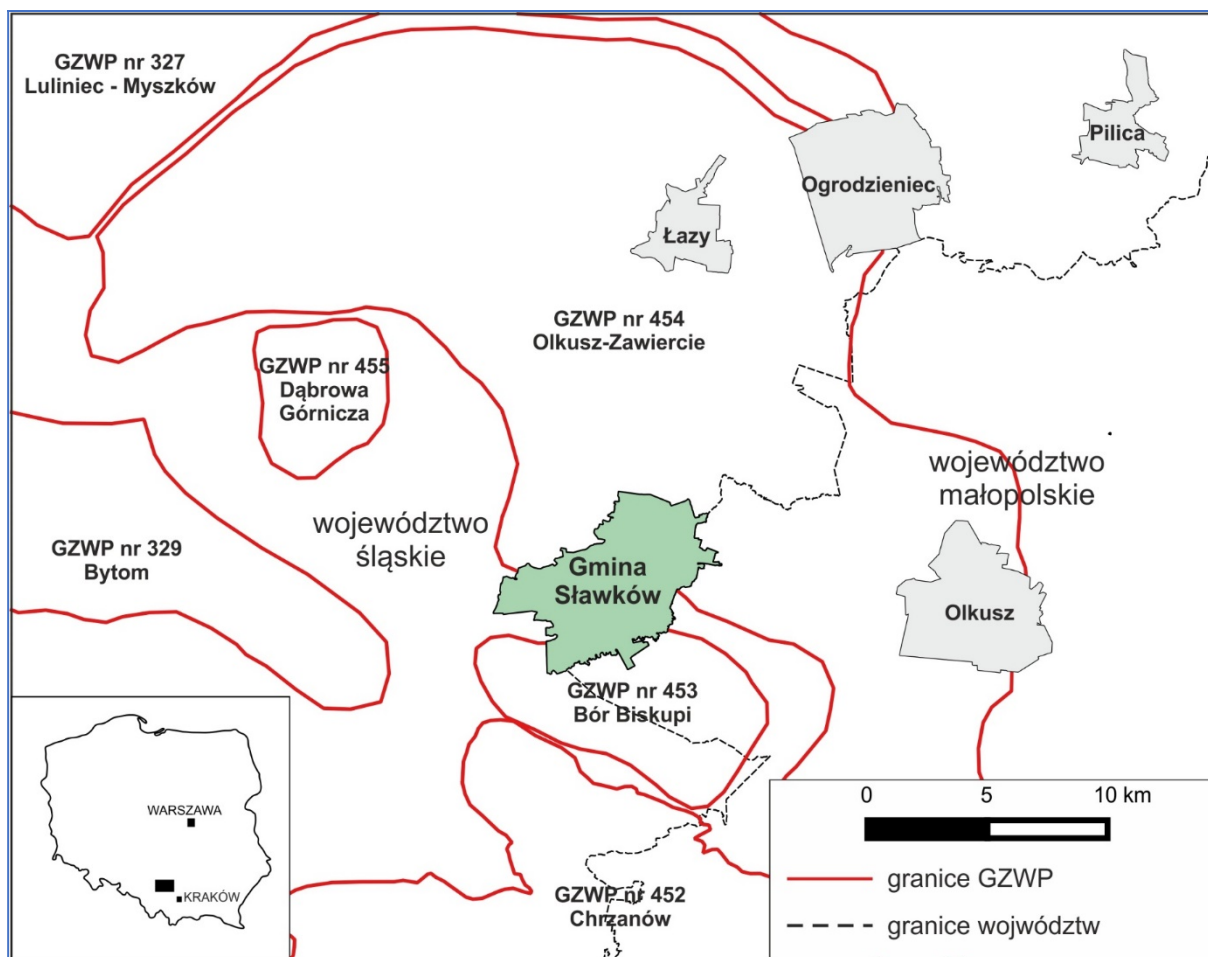 GZWP nr 327
Luliniec - Myszków
Pilica
Ogrodzieniec
Łazy
GZWP nr 454
Olkusz-Zawiercie
GZWP nr 455
Dąbrowa
Górnicza
województwo
małopolskie
województwo
śląskie
GZWP nr 329
Bytom
Gmina
Sławków
Olkusz
GZWP nr 453
Bór Biskupi
GZWP nr 452
Chrzanów
WARSZAWA
KRAKÓW
0 5 10 km
granice GZWP
granice wojwództw